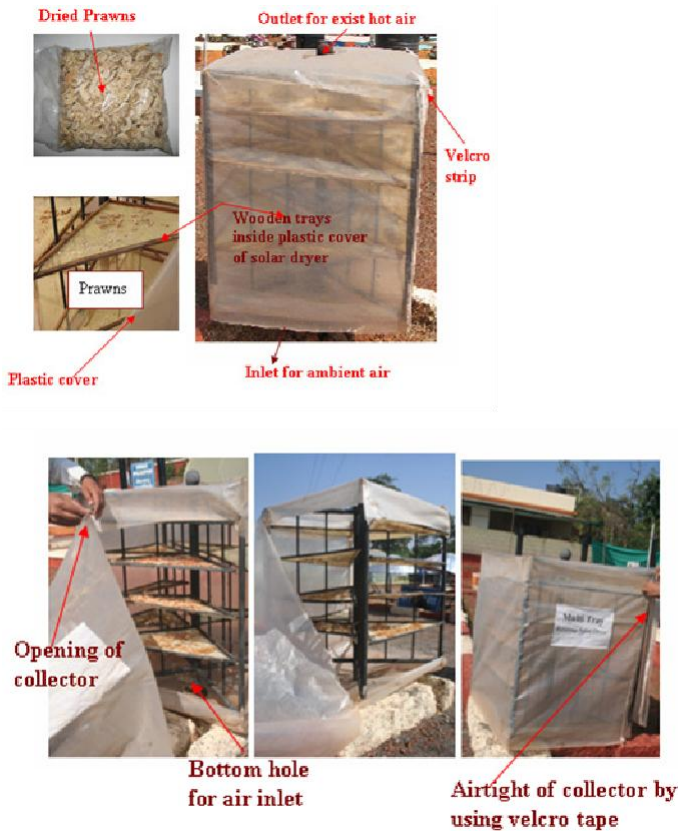 Dried Prawns
Outlet for exist hot air
Velcro
strip
Wooden trays
inside plastic cover
of solar dryer
Prawns
Plastic cover
Inlet for ambient air
Opening of
collector
Bottom hole
for air inlet
Multi Tray
Airtight of collector by
using velcro tape